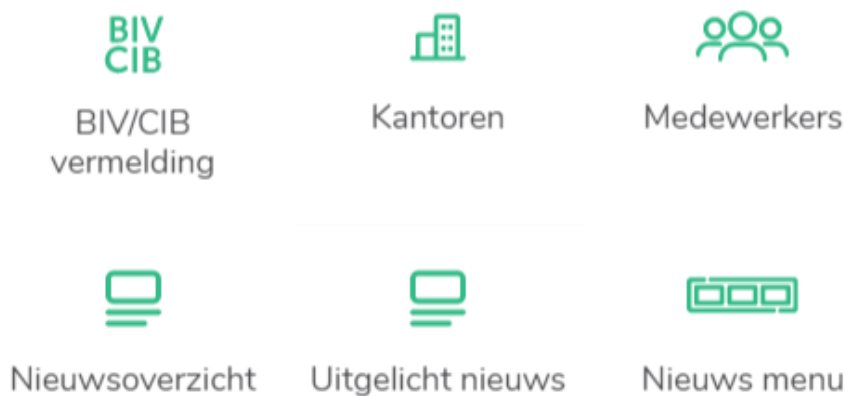 BIV
CIB
BIV/CIB
vermelding
Kantoren
Medewerkers
Nieuwsoverzicht
Uitgelicht nieuws
Nieuws menu